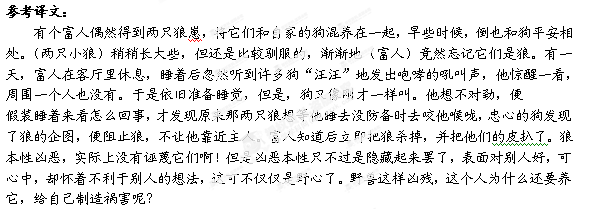 参考译文:
有个富人偶然得到两只狼崽，将它们和自家的狗混养在一起，早些时候，倒也和狗平安相
处。（两只小狼）稍稍长大些，但还是比较驯服的，渐渐地（富人）竟然忘记它们是狼。有一
天，富人在客厅里休息，睡着后忽然听到许多狗“汪汪”地发出咆哮的吼叫声，他惊醒一看，
周围一个人也没有。于是依旧准备睡觉，但是，狗又像刚才一样叫。他想不对劲，便
假装睡着来看怎么回事，才发现原来那两只狼想等他睡去没防备时去咬他喉咙，忠心的狗发现
了狼的企图，便阻止狼，不让他靠近主人。富人知道后立即把狼杀掉，并把他们的皮扒了。狼
本性凶恶，实际上没有诬蔑它们啊！但是凶恶本性只不过是隐藏起来罢了，表面对别人好，可
心中，却怀着不利于别人的想法，这可不仅仅是野心了。野兽这样凶残，这个人为什么还要养
它，给自己制造祸害呢？